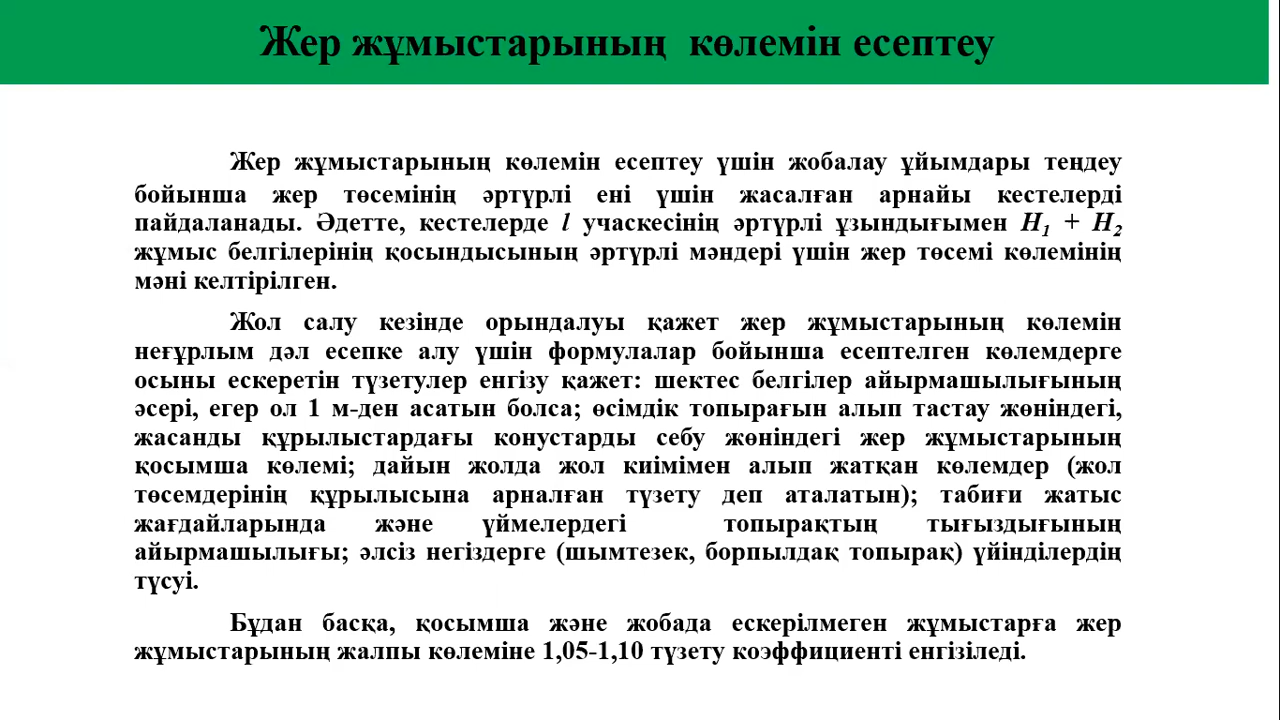 Жер жұмыстарының көлемін есептеу
Жер жұмыстарының көлемін есептеу үшін жобалау ұйымдары теңдеу
бойынша жер төсемінің әртүрлі ені үшін жасалған арнайы кестелерді
пайдаланады. Әдетте, кестелерде l учаскесінің әртүрлі ұзындығымен H₁ + H₂
жұмыс белгілерінің қосындысының әртүрлі мәндері үшін жер төсемі көлемінің
мәні келтірілген.
Жол салу кезінде орындалуы қажет жер жұмыстарының көлемін
неғұрлым дәл есепке алу үшін формулалар бойынша есептелген көлемдерге
осыны ескеретін түзетулер енгізу қажет: шектес белгілер айырмашылығының
әсері, егер ол 1 м-ден асатын болса; өсімдік топырағын алып тастау жөніндегі,
жасанды құрылыстардағы конустарды себу жөніндегі жер жұмыстарының
қосымша көлемі; дайын жолда жол киімімен алып жатқан көлемдер (жол
төсемдерінің құрылысына арналған түзету деп аталатын); табиғи жатыс
жағдайларында және үймелердегі топырақтың тығыздығының
айырмашылығы; әлсіз негіздерге (шымтезек, борпылдақ топырақ) үйінділердің
түсуі.
Бұдан басқа, қосымша және жобада ескерілмеген жұмыстарға жер
жұмыстарының жалпы көлеміне 1,05-1,10 түзету коэффициенті енгізіледі.